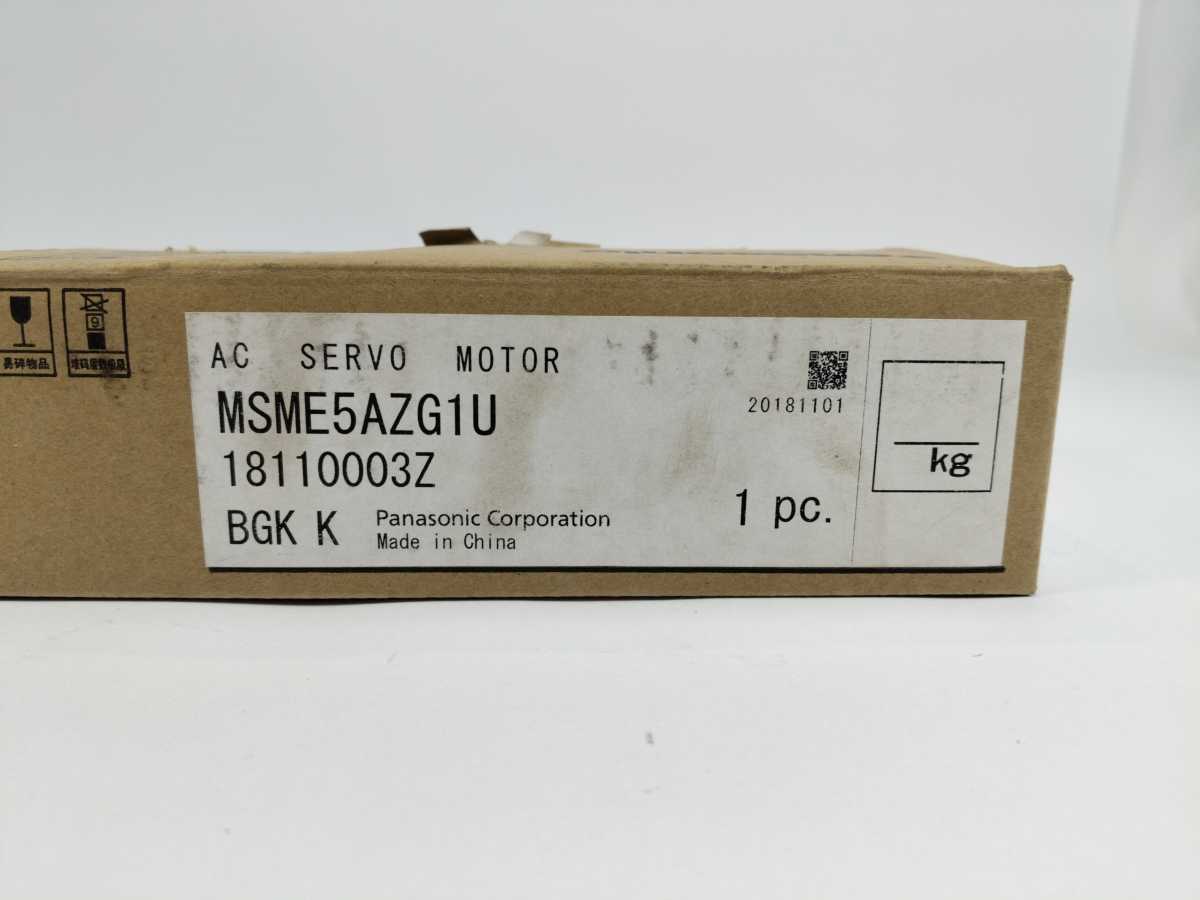 易碎物品
9
AC SERVO MOTOR
20181101
MSME5AZG1U
18110003Z
kg
1 pc.
BGK K
Panasonic Corporation
Made in China